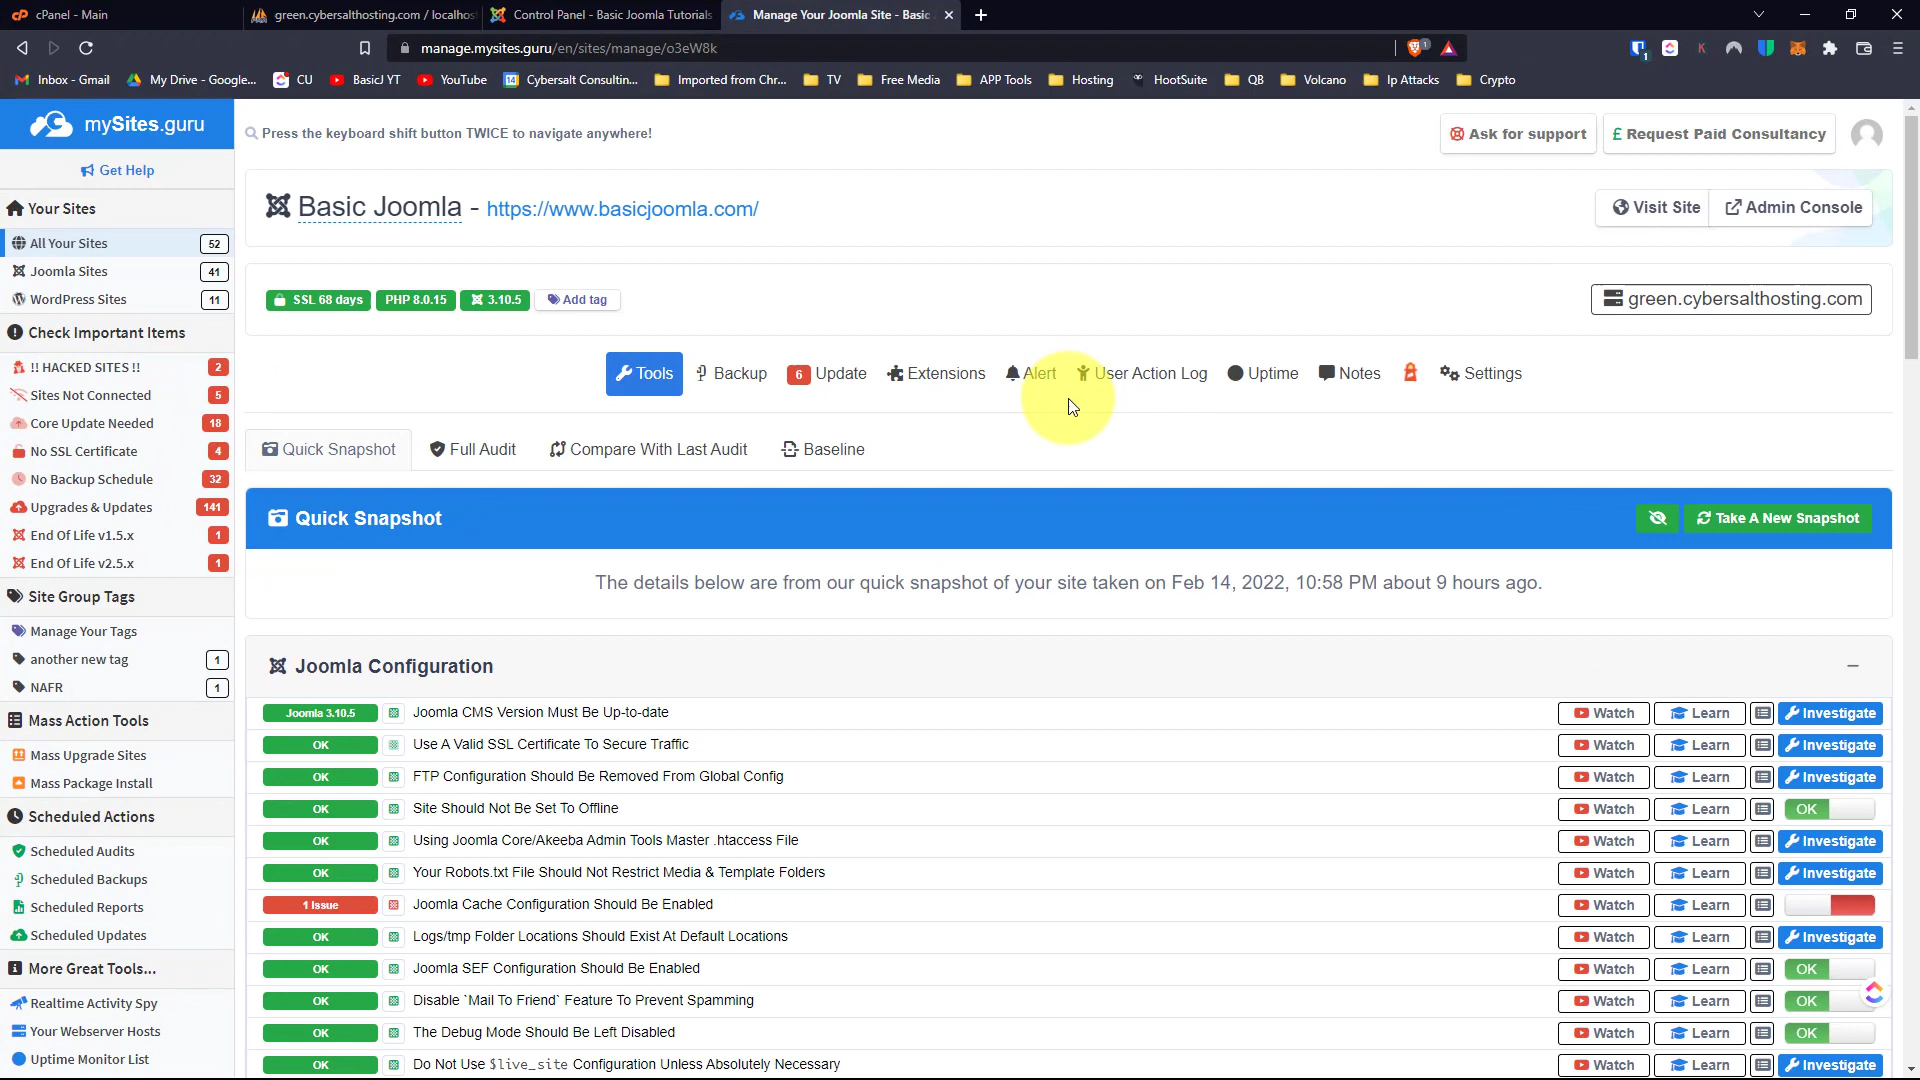 cPanel - Main
green.cybersalthosting.com / localhos
Control Panel - Basic Joomla Tutorials
Manage Your Joomla Site - Basic
manage.mysites.guru/en/sites/manage/o3eW8k
1
1
Inbox - Gmail
My Drive - Google...
CU
BasicJ YT
YouTube
14
Cybersalt Consultin...
Imported from Chr...
TV
Free Media
APP Tools
Hosting
HootSuite
QB
Volcano
Ip Attacks
Crypto
mySites.guru
Press the keyboard shift button TWICE to navigate anywhere!
Ask for support
£ Request Paid Consultancy
Get Help
Your Sites
All Your Sites 52
Joomla Sites 41
WordPress Sites 11
Check Important Items
!! HACKED SITES !! 2
Sites Not Connected 5
Core Update Needed 18
No SSL Certificate 4
No Backup Schedule 32
Upgrades & Updates 141
End Of Life v1.5.x 1
End Of Life v2.5.x 1
Site Group Tags
Manage Your Tags
another new tag 1
NAFR 1
Mass Action Tools
Mass Upgrade Sites
Mass Package Install
Scheduled Actions
Scheduled Audits
Scheduled Backups
Scheduled Reports
Scheduled Updates
More Great Tools...
Realtime Activity Spy
Your Webserver Hosts
Uptime Monitor List
Basic Joomla - https://www.basicjoomla.com/
Visit Site
Admin Console
SSL 68 days
PHP 8.0.15
3.10.5
Add tag
green.cybersalthosting.com
Tools
Backup
6 Update
Extensions
Alert
User Action Log
Uptime
Notes
Settings
Quick Snapshot
Full Audit
Compare With Last Audit
Baseline
Quick Snapshot
Take A New Snapshot
The details below are from our quick snapshot of your site taken on Feb 14, 2022, 10:58 PM about 9 hours ago.
Joomla Configuration
Joomla 3.10.5 Joomla CMS Version Must Be Up-to-date Watch Learn Investigate
OK Use A Valid SSL Certificate To Secure Traffic Watch Learn Investigate
OK FTP Configuration Should Be Removed From Global Config Watch Learn Investigate
OK Site Should Not Be Set To Offline Watch Learn OK
OK Using Joomla Core/Akeeba Admin Tools Master .htaccess File Watch Learn Investigate
OK Your Robots.txt File Should Not Restrict Media & Template Folders Watch Learn Investigate
1 Issue Joomla Cache Configuration Should Be Enabled Watch Learn
OK Logs/tmp Folder Locations Should Exist At Default Locations Watch Learn Investigate
OK Joomla SEF Configuration Should Be Enabled Watch Learn OK
OK Disable `Mail To Friend` Feature To Prevent Spamming Watch Learn OK
OK The Debug Mode Should Be Left Disabled Watch Learn OK
OK Do Not Use $live_site Configuration Unless Absolutely Necessary Watch Learn Investigate